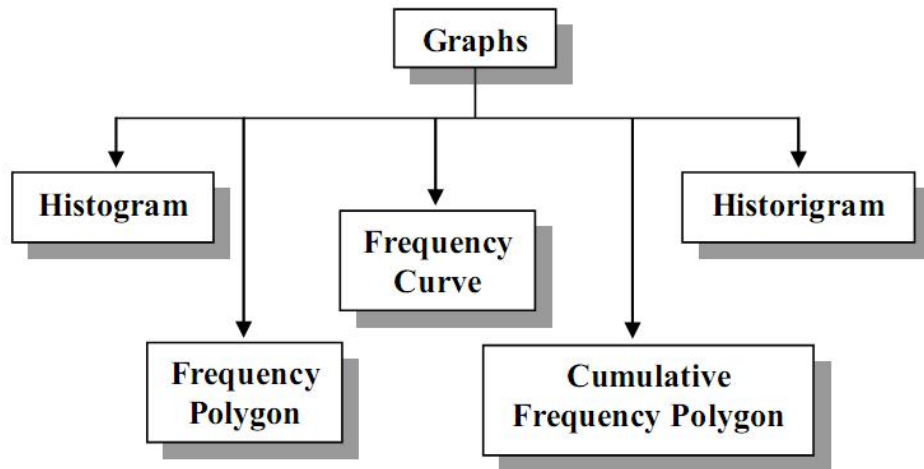 Graphs
Histogram
Historigram
Frequency
Curve
Frequency
Polygon
Cumulative
Frequency Polygon